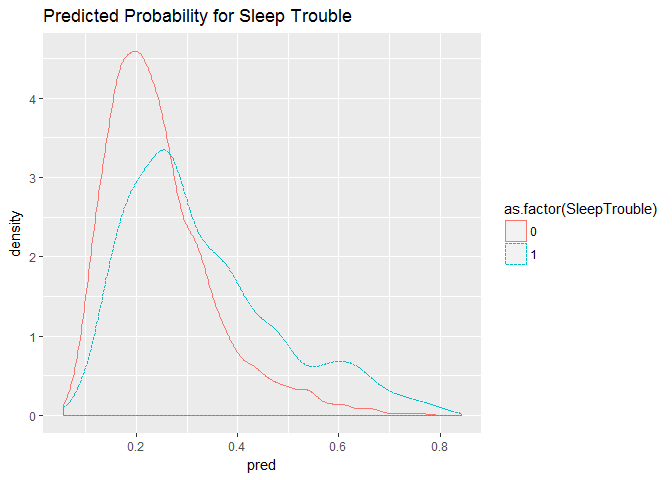 Predicted Probability for Sleep Trouble
density
4
3
2
1
0
0.2 0.4 0.6 0.8
pred
as.factor(SleepTrouble)
0
1